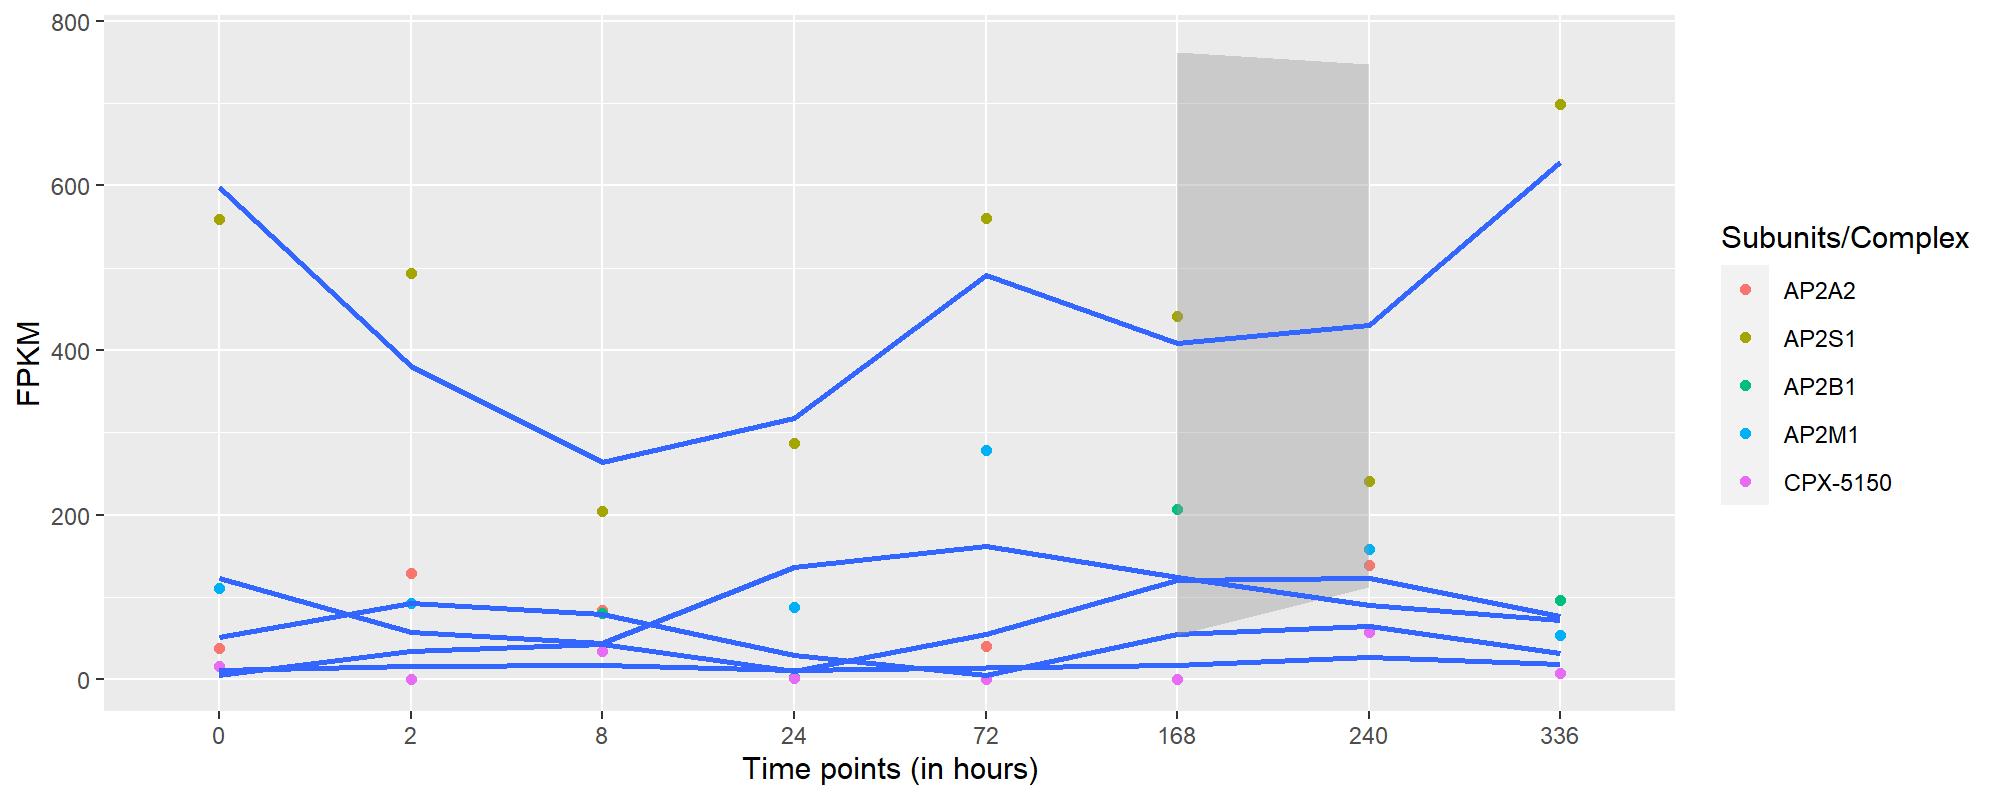 800
600
400
200
0
FPKM
0 2 8 24 72 168 240 336
Time points (in hours)
Subunits/Complex
AP2A2
AP2S1
AP2B1
AP2M1
CPX-5150